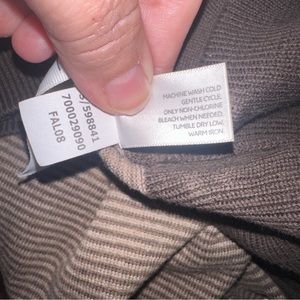 S/598841
700029090
FAL08
MACHINE WASH COLD
GENTLE CYCLE,
ONLY NON-CHLORINE
BLEACH WHEN NEEDED.
TUMBLE DRY LOW,
WARM IRON.